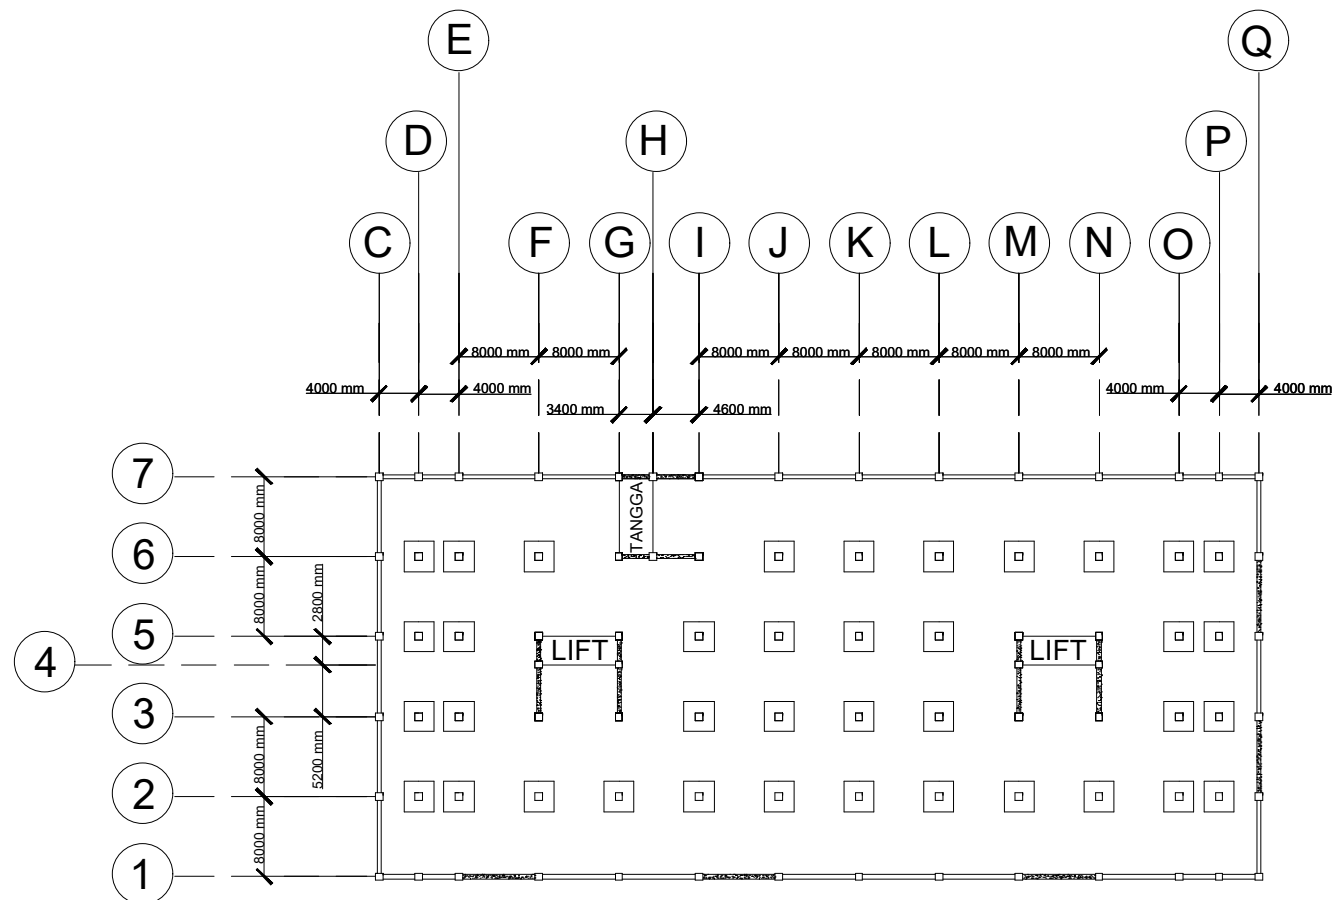 E Q
D H P
C F G I J K L M N O
8000 mm 8000 mm 8000 mm 8000 mm 8000 mm 8000 mm 8000 mm
4000 mm 4000 mm 4000 mm 4000 mm
3400 mm 4600 mm
7
8000 mm
TANGGA
6
8000 mm
2800 mm
5
LIFT LIFT
4
3
8000 mm
5200 mm
2
8000 mm
1